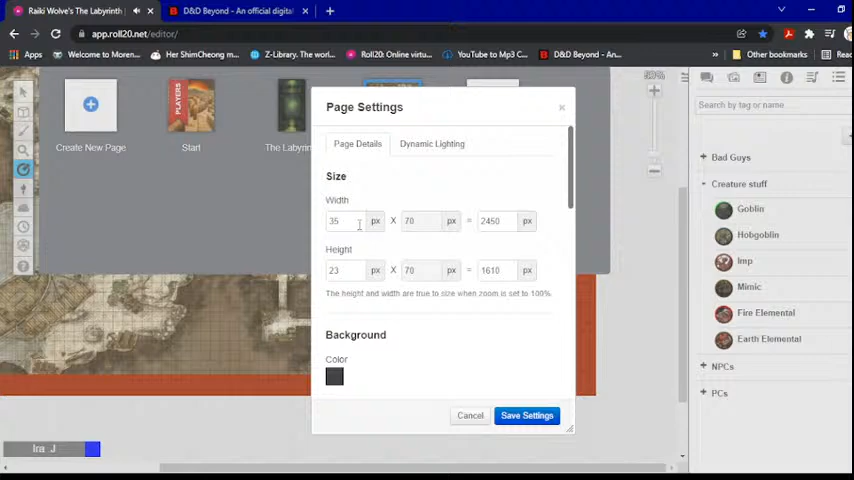 Raiki Wolve's The Labyrinth |
D&D Beyond - An official digital
app.roll20.net/editor/
Apps
Welcome to Moren...
Her ShimCheong m...
Z-Library. The worl...
Roll20: Online virtu...
YouTube to Mp3 C...
D&D Beyond - An...
»
Other bookmarks
Create New Page
PLAYERS
Start
The Labyrin
Page Settings
×
Page Details
Dynamic Lighting
Size
Width
35 px X 70 px = 2450 px
Height
23 px X 70 px = 1610 px
The height and width are true to size when zoom is set to 100%.
Background
Color
Cancel
Save Settings
Search by tag or name...
Bad Guys
Creature stuff
Goblin
Hobgoblin
Imp
Mimic
Fire Elemental
Earth Elemental
NPCs
PCs
Ira J